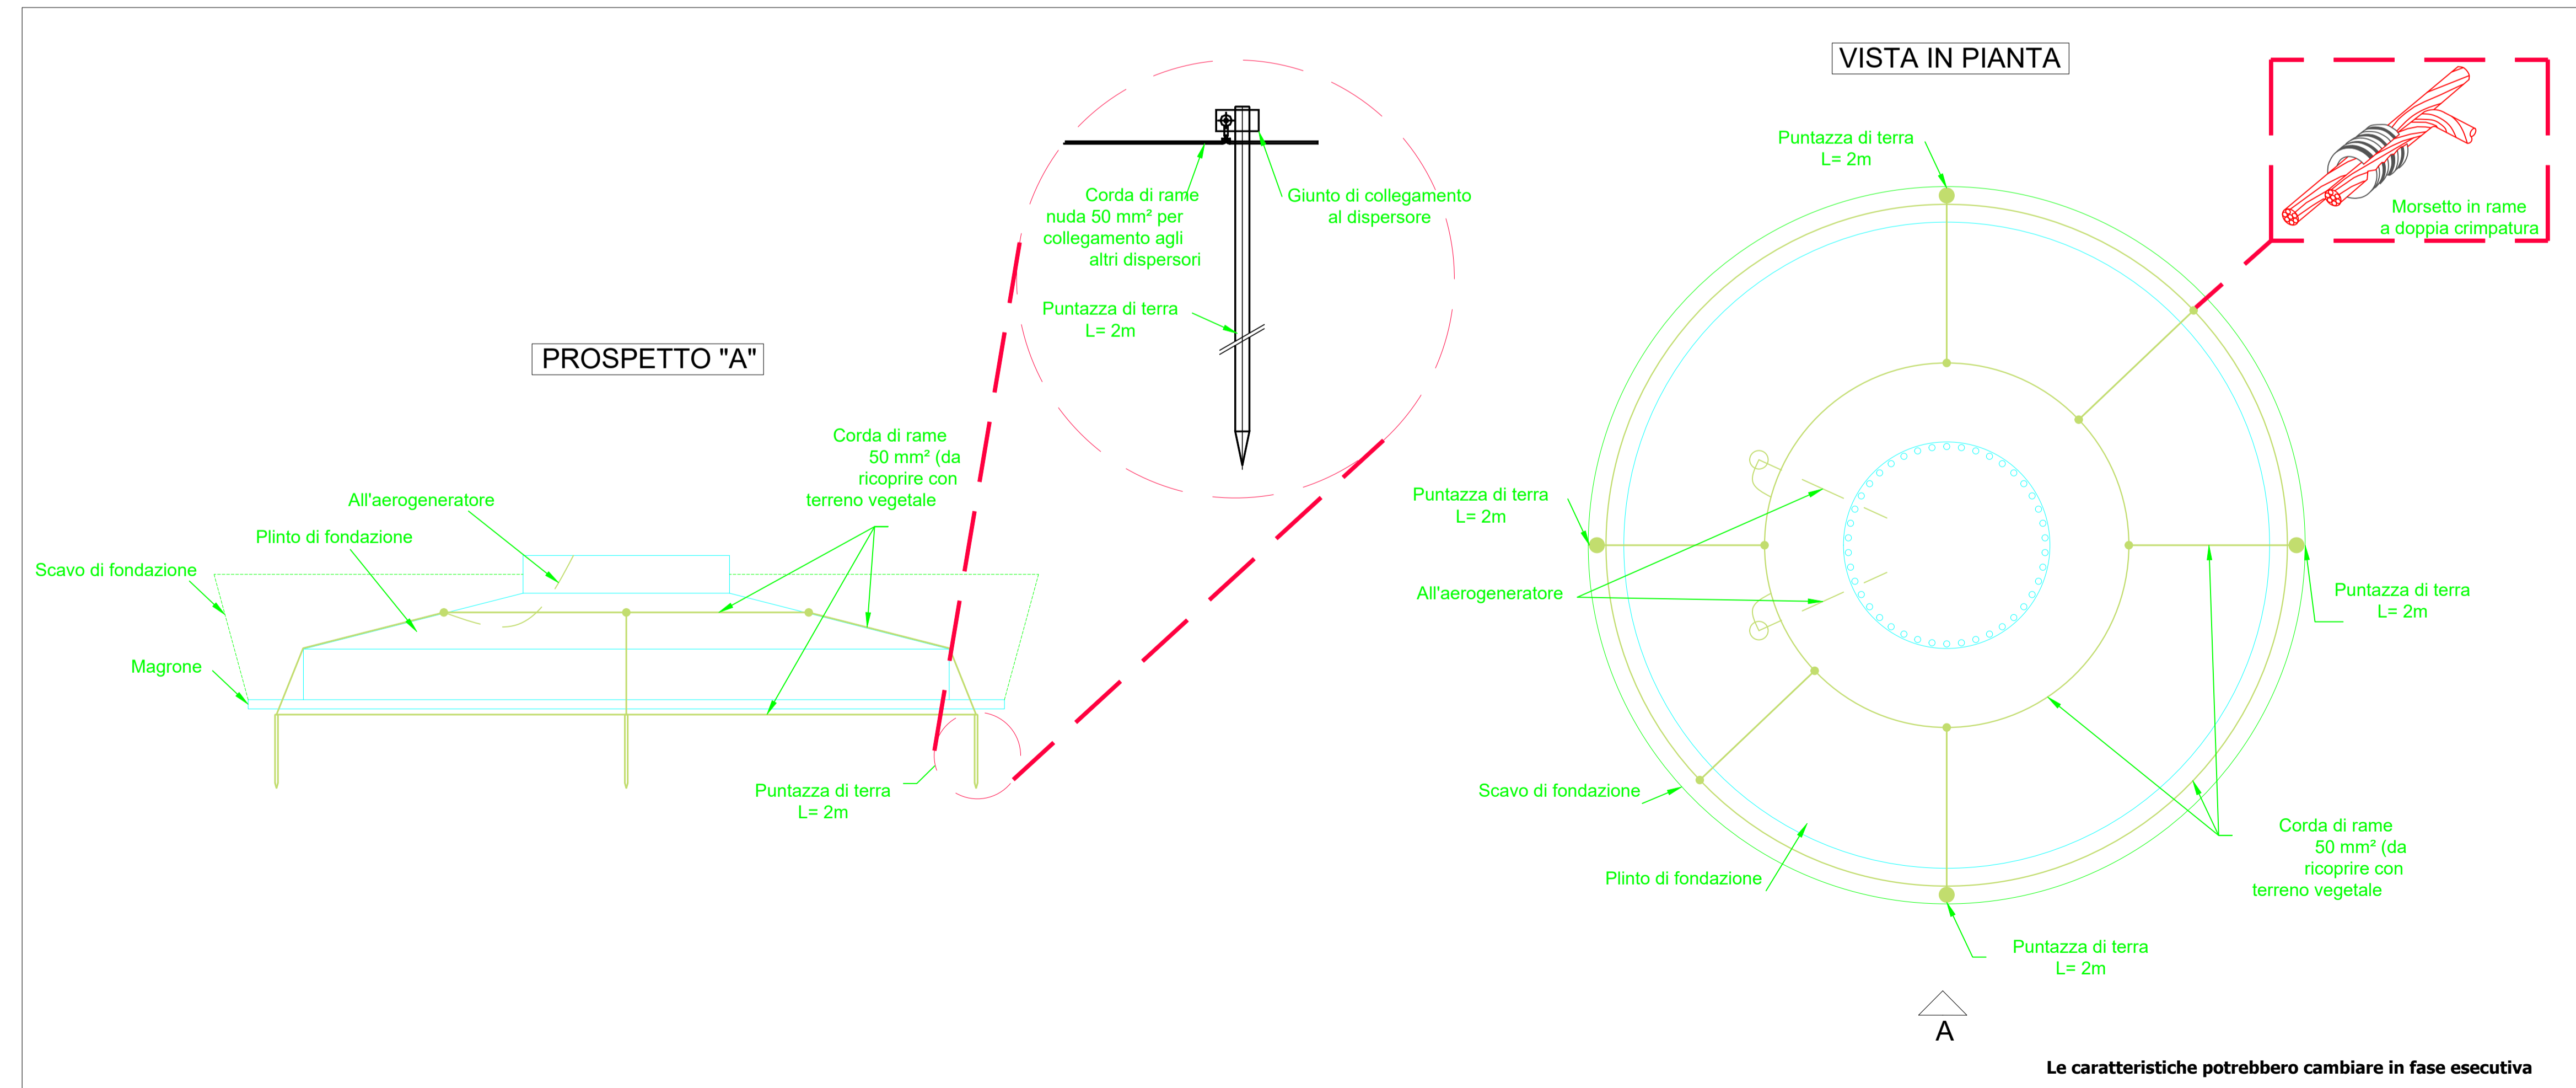 PROSPETTO "A"
Scavo di fondazione
Plinto di fondazione
All'aerogeneratore
Magrone
Corda di rame
50 mm² (da
ricoprire con
terreno vegetale
Puntazza di terra
L= 2m
Corda di rame
nuda 50 mm² per
collegamento agli
altri dispersori
Giunto di collegamento
al dispersore
Puntazza di terra
L= 2m
VISTA IN PIANTA
Puntazza di terra
L= 2m
Morsetto in rame
a doppia crimpatura
Puntazza di terra
L= 2m
All'aerogeneratore
Puntazza di terra
L= 2m
Scavo di fondazione
Plinto di fondazione
Corda di rame
50 mm² (da
ricoprire con
terreno vegetale
Puntazza di terra
L= 2m
A
Le caratteristiche potrebbero cambiare in fase esecutiva